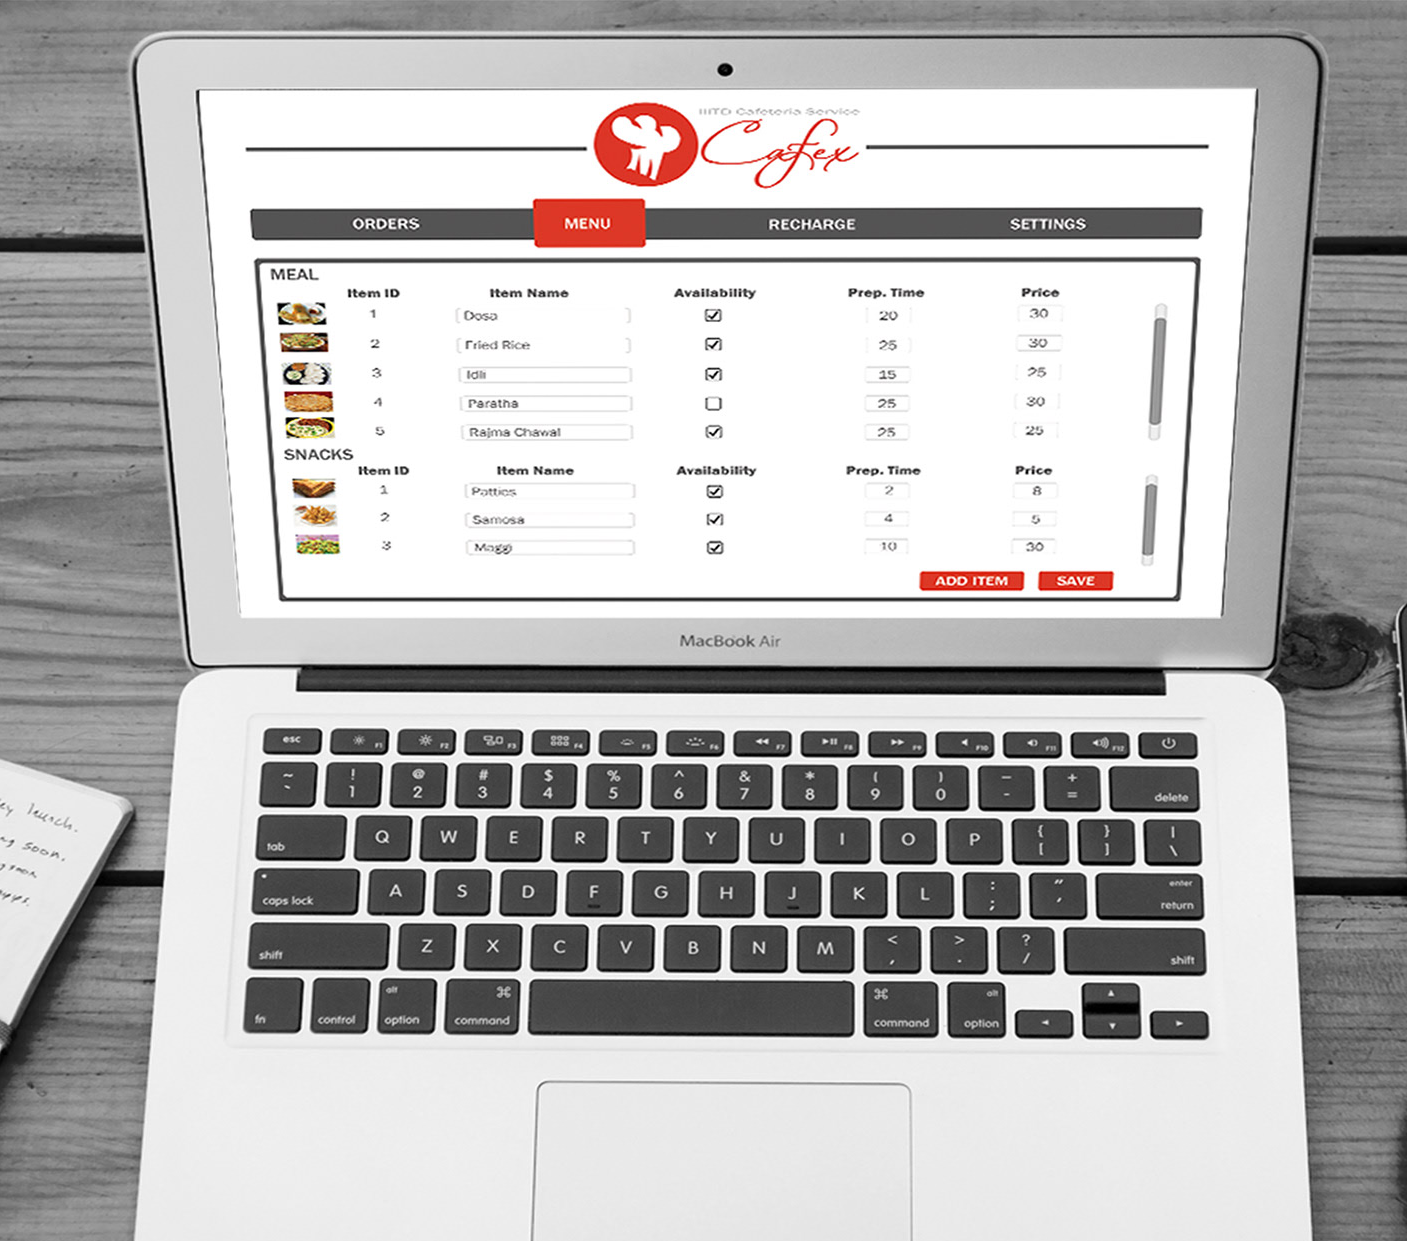 IIITD Cafeteria Service
Cafex
ORDERS MENU RECHARGE SETTINGS
MEAL
Item ID Item Name Availability Prep. Time Price
1 Dosa 20 30
2 Fried Rice 25 30
3 Idli 15 25
4 Paratha 25 30
5 Rajma Chawal 25 25
SNACKS
Item ID Item Name Availability Prep. Time Price
1 Patties 2 8
2 Samosa 4 5
3 Maggi 10 30
ADD ITEM SAVE
MacBook Air
esc F1 F2 F3 F4 F5 F6 F7 F8 F9 F10 F11 F12
~ ! @ # $ % ^ & * ( ) — +
` 1 2 3 4 5 6 7 8 9 0 - = delete
tab Q W E R T Y U I O P { [ } ] | \
caps lock A S D F G H J K L : ; " ' enter return
shift Z X C V B N M < , > . ? / shift
fn control alt option ⌘ command ⌘ command alt option ◄ ▲ ▼ ►
lunch.
soon.